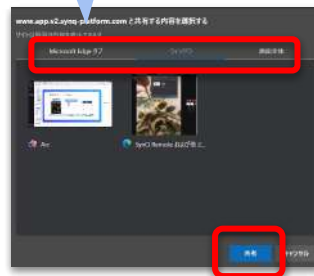 www.app.v2.synq-platform.com と共有する内容を選択する
Microsoft Edge タブ ウィンドウ 画面全体
Arc SynQ Remote および他 2...
共有 キャンセル